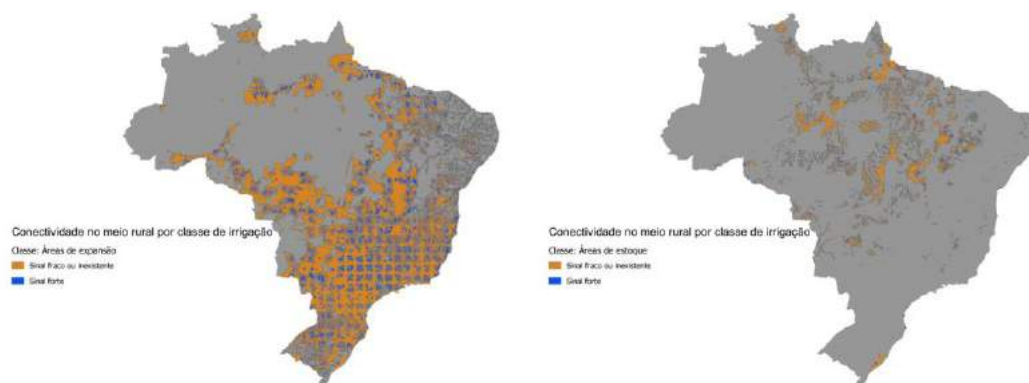 Conectividade no meio rural por classe de irrigação
Classe: Áreas de expansão
Sinal fraco ou inexistente
Sinal forte
Conectividade no meio rural por classe de irrigação
Classe: Áreas de estoque
Sinal fraco ou inexistente
Sinal forte